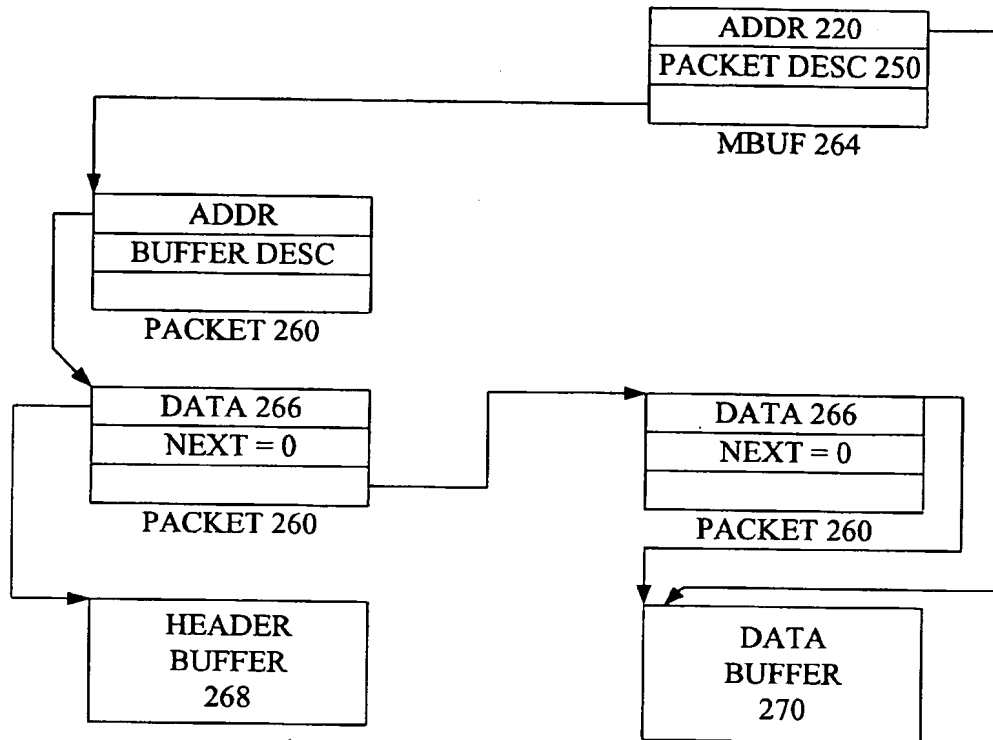 ADDR 220
PACKET DESC 250
MBUF 264
ADDR
BUFFER DESC
PACKET 260
DATA 266
NEXT = 0
PACKET 260
DATA 266
NEXT = 0
PACKET 260
HEADER
BUFFER
268
DATA
BUFFER
270